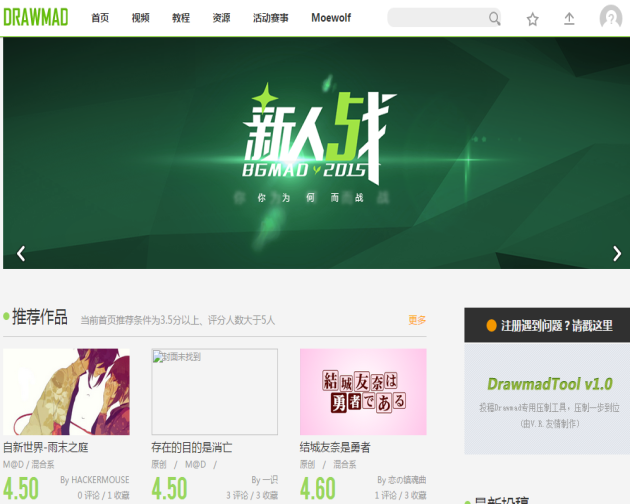 DRAWMAD 首页 视频 教程 资源 活动赛事 Moewolf
新人战
BGMAD 2015
你为何而战
推荐作品 当前首页推荐条件为3.5分以上、评分人数大于5人 更多
注册遇到问题？请戳这里
DrawmadTool v1.0
投稿Drawmad专用压制工具，压制一步到位
(由V.B.友情制作)
封面未找到
結城友奈は
勇者である
自新世界-雨末之庭
M@D / 混合系
By HACKERMOUSE
4.50 0 评论 / 1 收藏
存在的目的是消亡
原创 / M@D /
By 一识
4.50 3 评论 / 3 收藏
结城友奈是勇者
原创 / 混合系
By 恋の鎮魂曲
4.60 1 评论 / 3 收藏
最新投稿